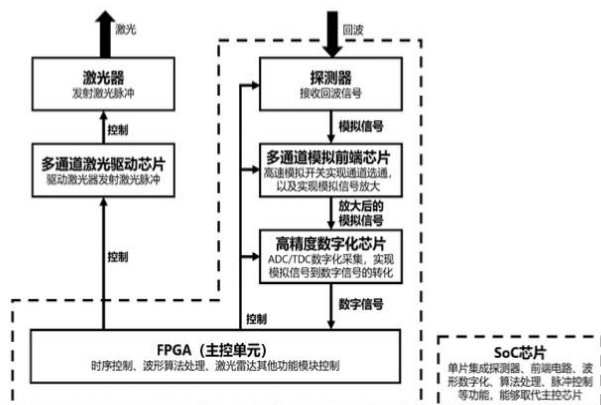 激光
回波
激光器
发射激光脉冲
探测器
接收回波信号
控制
模拟信号
多通道激光驱动芯片
驱动激光器发射激光脉冲
多通道模拟前端芯片
高速模拟开关实现通道选通,
以及实现模拟信号放大
放大后的
模拟信号
控制
高精度数字化芯片
ADC/TDC数字化采集,实现
模拟信号到数字信号的转化
控制
数字信号
FPGA(主控单元)
时序控制、波形算法处理、激光雷达其他功能模块控制
SoC芯片
单片集成探测器、前端电路、波
形数字化、算法处理、脉冲控制
等功能,能够取代主控芯片